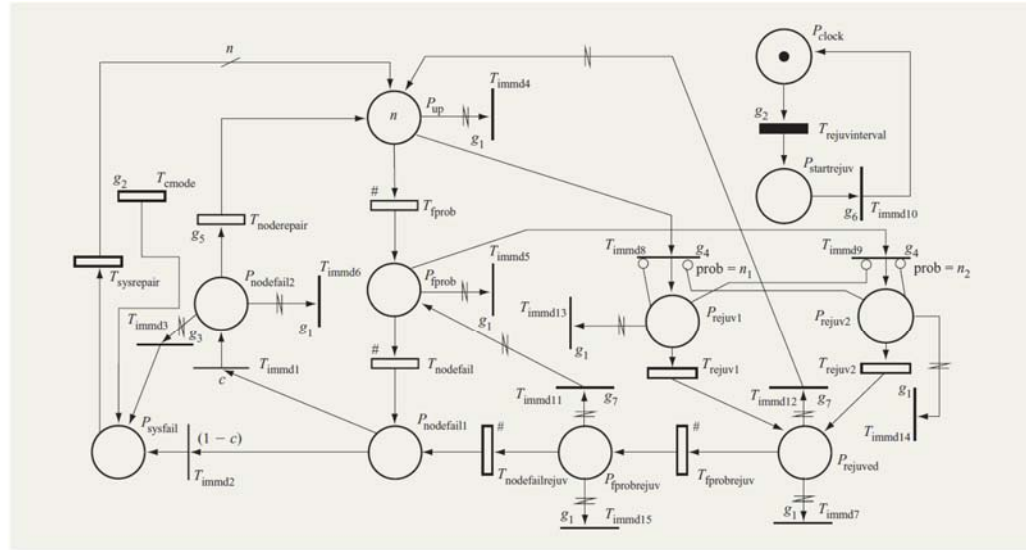 n
P_clock
g_2
T_rejuvinterval
P_startrejuv
g_6
T_immd10
n
P_up
T_immd4
g_1
g_2
T_cmode
#
T_fprob
T_noderepair
g_5
T_sysrepair
P_nodefail2
T_immd6
g_1
P_fprob
T_immd5
g_1
T_immd8
g_4
prob = n_1
T_immd9
g_4
prob = n_2
T_immd3
g_3
T_immd13
g_1
P_rejuv1
P_rejuv2
#
T_nodefail
T_immd1
c
T_rejuv1
T_rejuv2
T_immd11
g_7
T_immd12
g_7
g_1
T_immd14
P_sysfail
(1 − c)
T_immd2
P_nodefail1
#
T_nodefailrejuv
P_fprobrejuv
#
T_fprobrejuv
P_rejuved
g_1
T_immd15
g_1
T_immd7